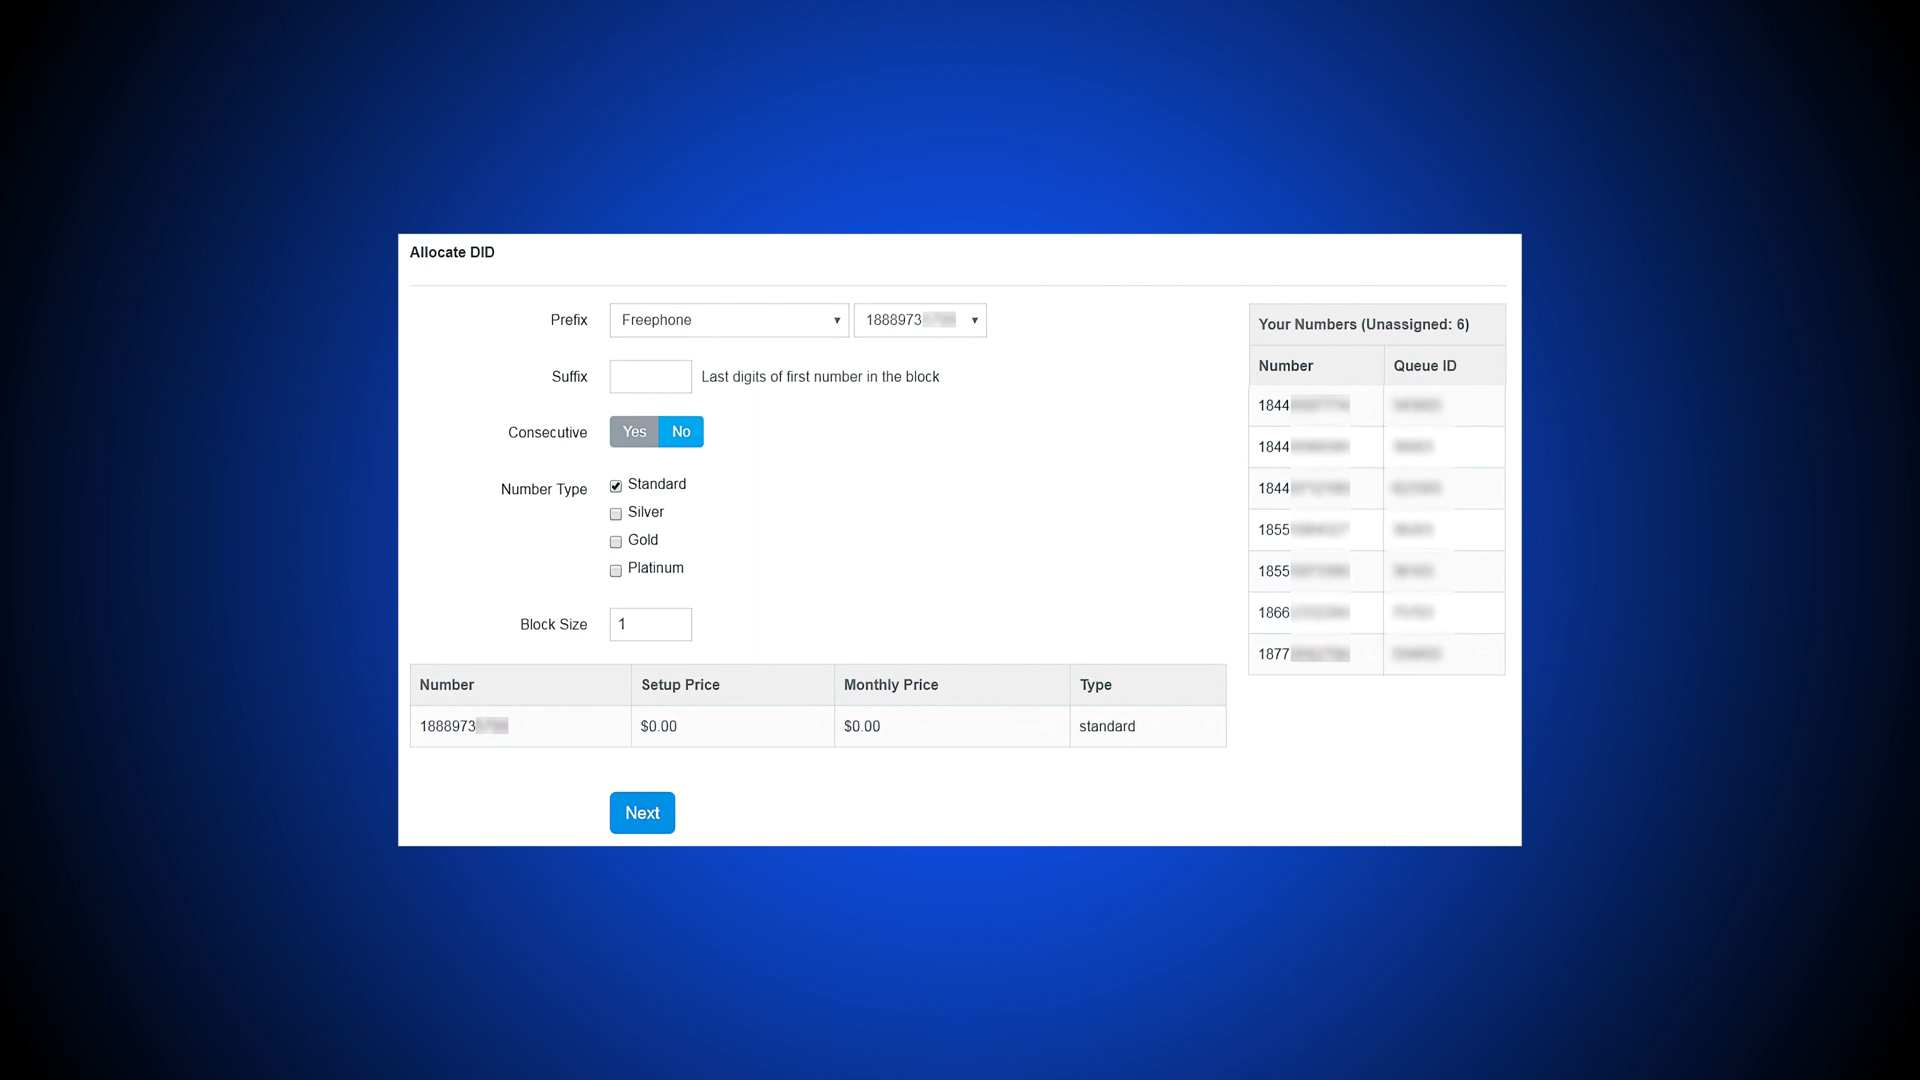 Allocate DID
Prefix Freephone 1888973
Suffix Last digits of first number in the block
Consecutive Yes No
Number Type Standard
Silver
Gold
Platinum
Block Size 1
Number Setup Price Monthly Price Type
1888973 $0.00 $0.00 standard
Next
Your Numbers (Unassigned: 6)
Number Queue ID
1844
1844
1844
1855
1855
1866
1877